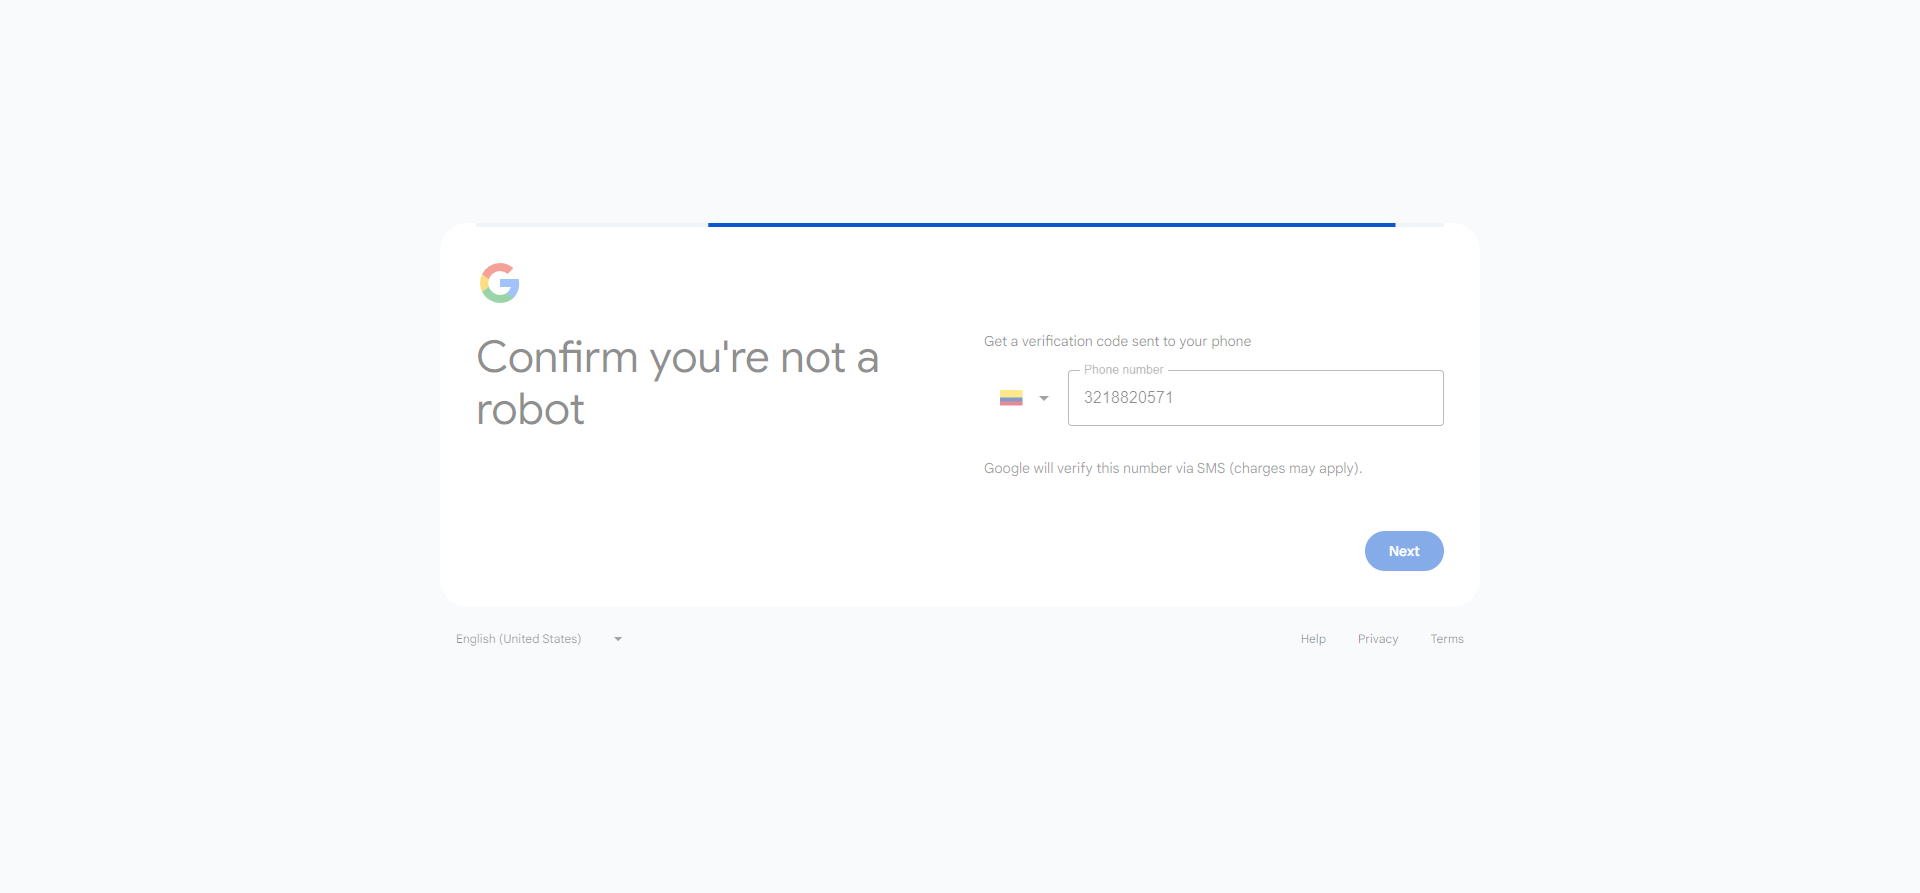 Confirm you're not a
robot
Get a verification code sent to your phone
Phone number
3218820571
Google will verify this number via SMS (charges may apply).
Next
English (United States)
Help
Privacy
Terms